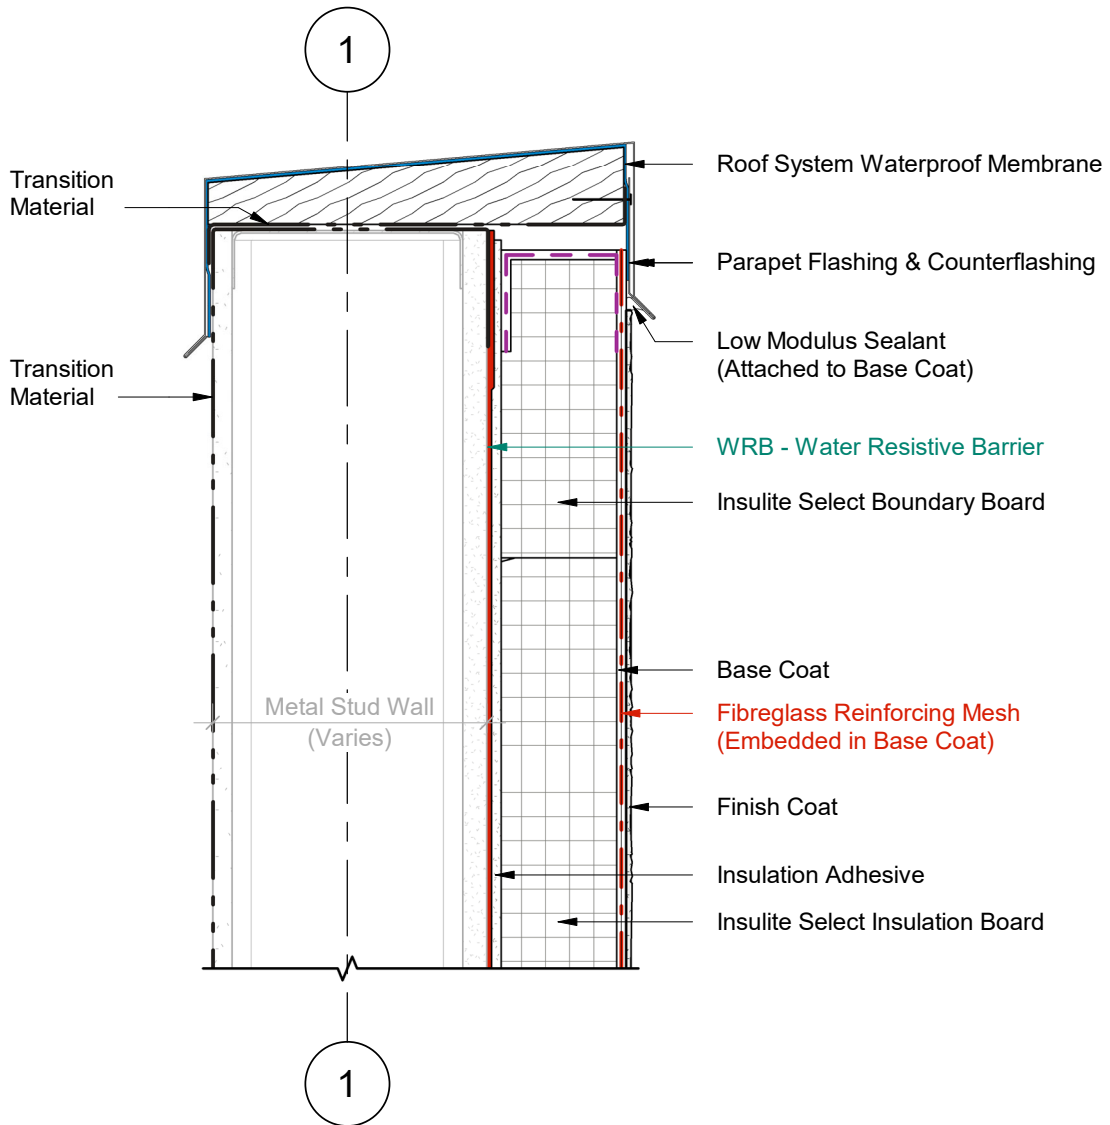 1
Transition
Material
Transition
Material
Roof System Waterproof Membrane
Parapet Flashing & Counterflashing
Low Modulus Sealant
(Attached to Base Coat)
WRB - Water Resistive Barrier
Insulite Select Boundary Board
Base Coat
Fibreglass Reinforcing Mesh
(Embedded in Base Coat)
Finish Coat
Insulation Adhesive
Insulite Select Insulation Board
Metal Stud Wall
(Varies)
1